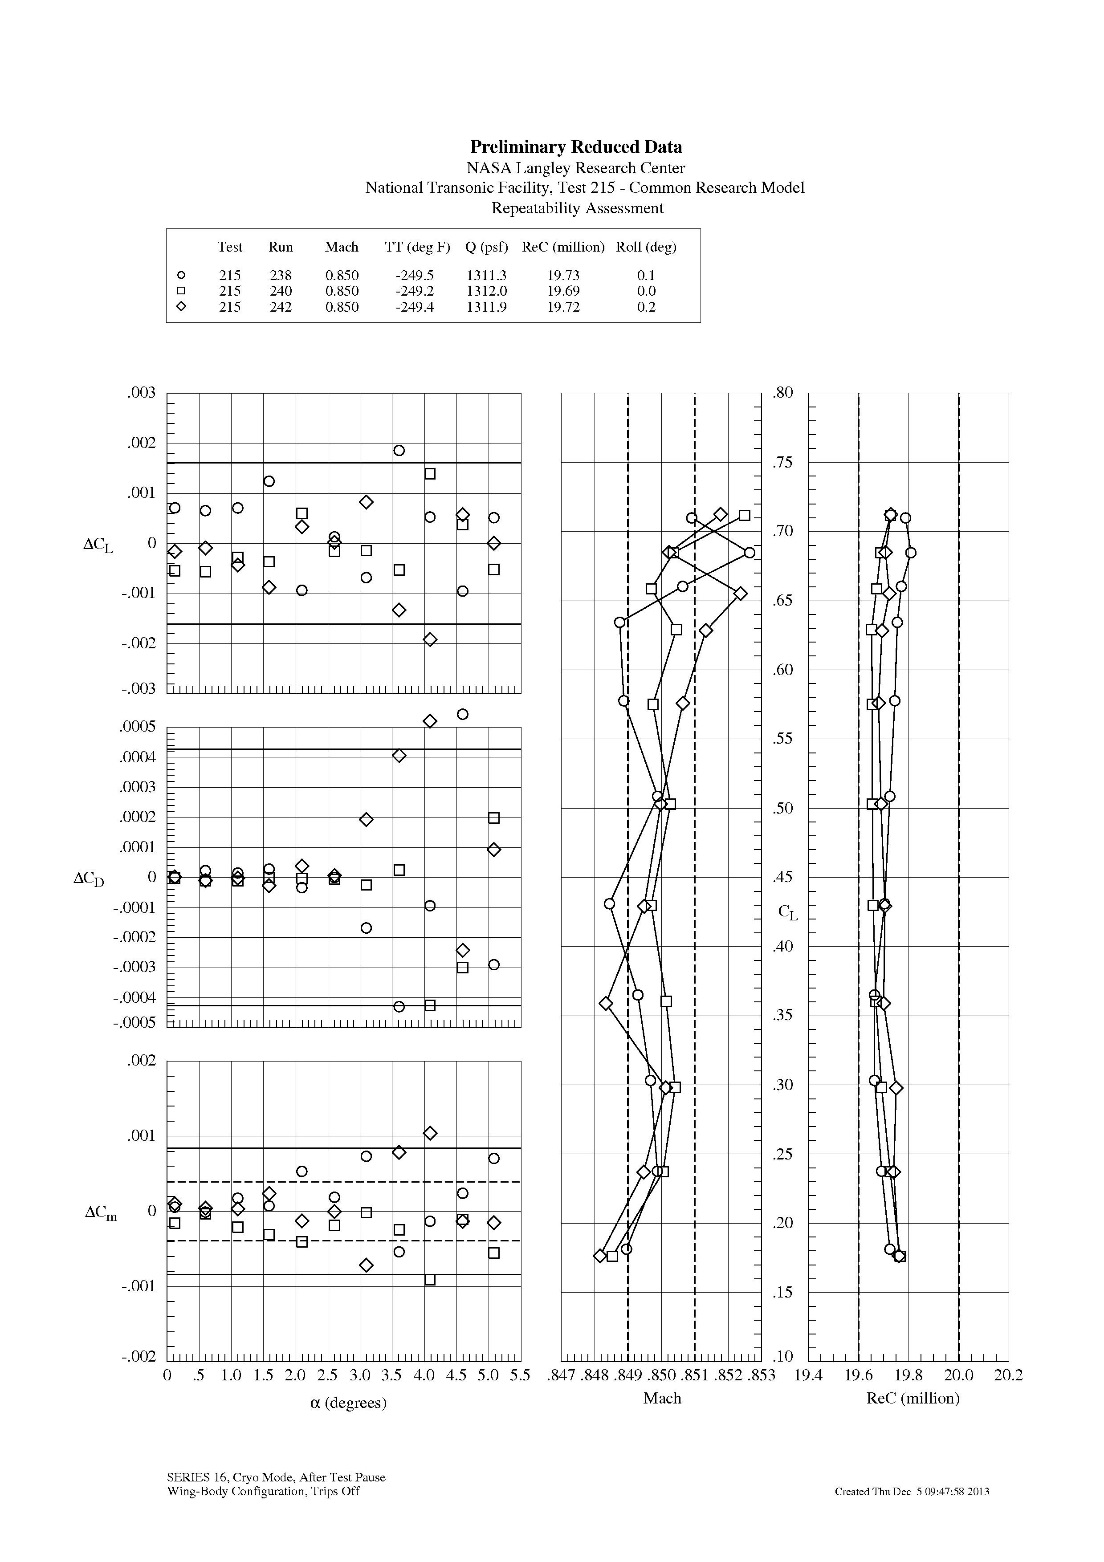 Preliminary Reduced Data
NASA Langley Research Center
National Transonic Facility, Test 215 - Common Research Model
Repeatability Assessment
Test Run Mach TT (deg F) Q (psf) ReC (million) Roll (deg)
215 238 0.850 -249.5 1311.3 19.73 0.1
215 240 0.850 -249.2 1312.0 19.69 0.0
215 242 0.850 -249.4 1311.9 19.72 0.2
.003
.002
.001
ΔCL 0
-.001
-.002
-.003
.0005
.0004
.0003
.0002
.0001
ΔCD 0
-.0001
-.0002
-.0003
-.0004
-.0005
.002
.001
ΔCm 0
-.001
-.002
0 .5 1.0 1.5 2.0 2.5 3.0 3.5 4.0 4.5 5.0 5.5
α (degrees)
.80
.75
.70
.65
.60
.55
.50
.45
CL
.40
.35
.30
.25
.20
.15
.10
.847 .848 .849 .850 .851 .852 .853
Mach
19.4 19.6 19.8 20.0 20.2
ReC (million)
SERIES 16, Cryo Mode, After Test Pause
Wing-Body Configuration, Trips Off
Created Thu Dec 5 09:47:58 2013